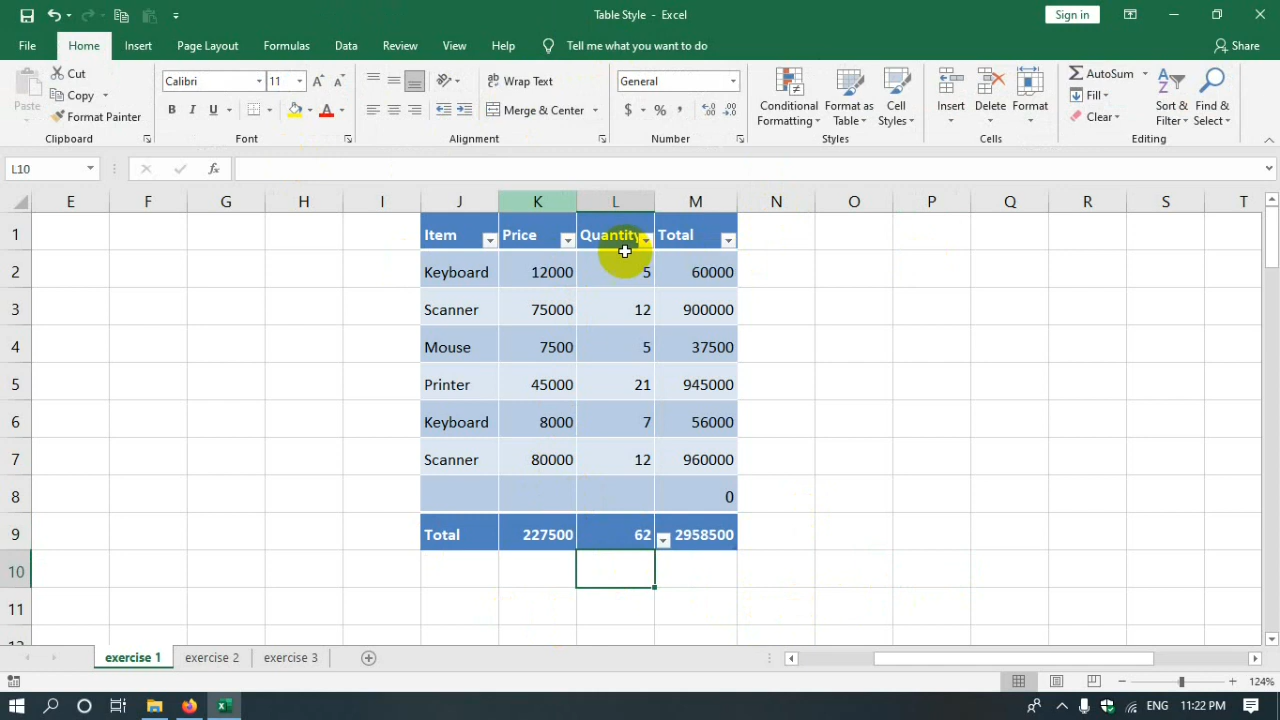 Table Style - Excel
Sign in
File Home Insert Page Layout Formulas Data Review View Help Tell me what you want to do Share
Paste
Cut
Copy
Format Painter
Clipboard
Calibri 11
B I U
Font
Wrap Text
Merge & Center
Alignment
General
$ % ,
Number
Conditional Formatting
Format as Table
Cell Styles
Styles
Insert Delete Format
Cells
AutoSum
Fill
Clear
Sort & Filter
Find & Select
Editing
L10 fx
E F G H I J K L M N O P Q R S T
1 Item Price Quantity Total
2 Keyboard 12000 5 60000
3 Scanner 75000 12 900000
4 Mouse 7500 5 37500
5 Printer 45000 21 945000
6 Keyboard 8000 7 56000
7 Scanner 80000 12 960000
8 0
9 Total 227500 62 2958500
10
11
exercise 1 exercise 2 exercise 3
124%
ENG 11:22 PM